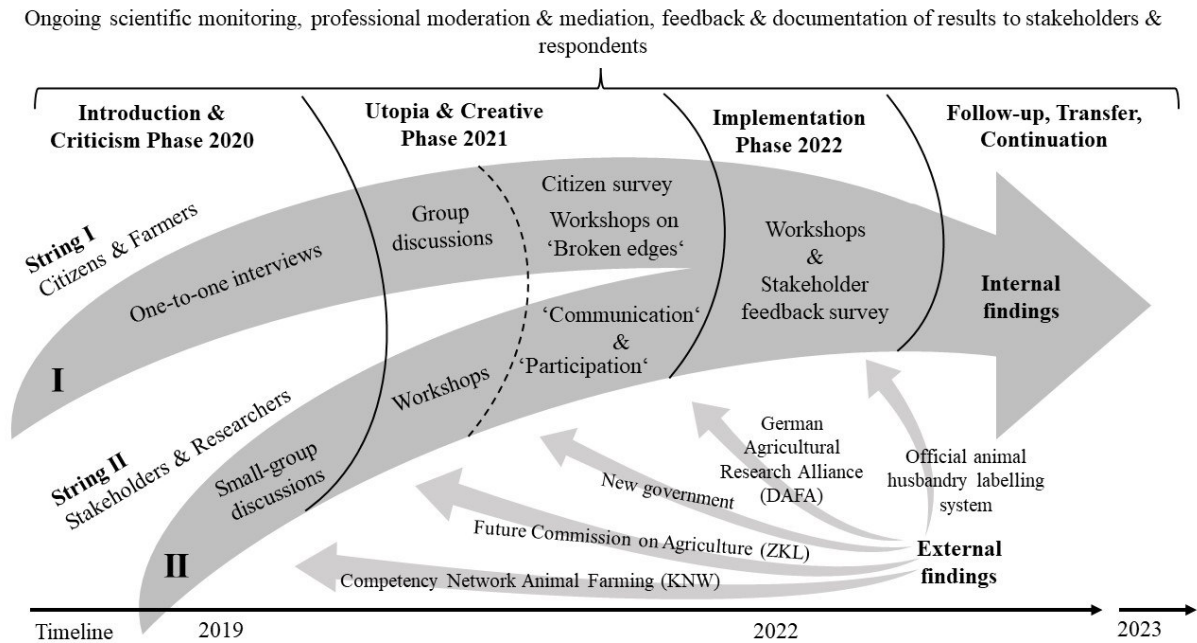 Ongoing scientific monitoring, professional moderation & mediation, feedback & documentation of results to stakeholders &
respondents
Introduction &
Criticism Phase 2020
Utopia & Creative
Phase 2021
Implementation
Phase 2022
Follow-up, Transfer,
Continuation
String I
Citizens & Farmers
I
One-to-one interviews
Group
discussions
Citizen survey
Workshops on
‘Broken edges‘
Workshops
&
Stakeholder
feedback survey
Internal
findings
String II
Stakeholders & Researchers
II
Small-group
discussions
Workshops
‘Communication‘
&
‘Participation‘
German
Agricultural
Research Alliance
(DAFA)
Official animal
husbandry labelling
system
New government
Future Commission on Agriculture (ZKL)
Competency Network Animal Farming (KNW)
External
findings
Timeline
2019
2022
2023